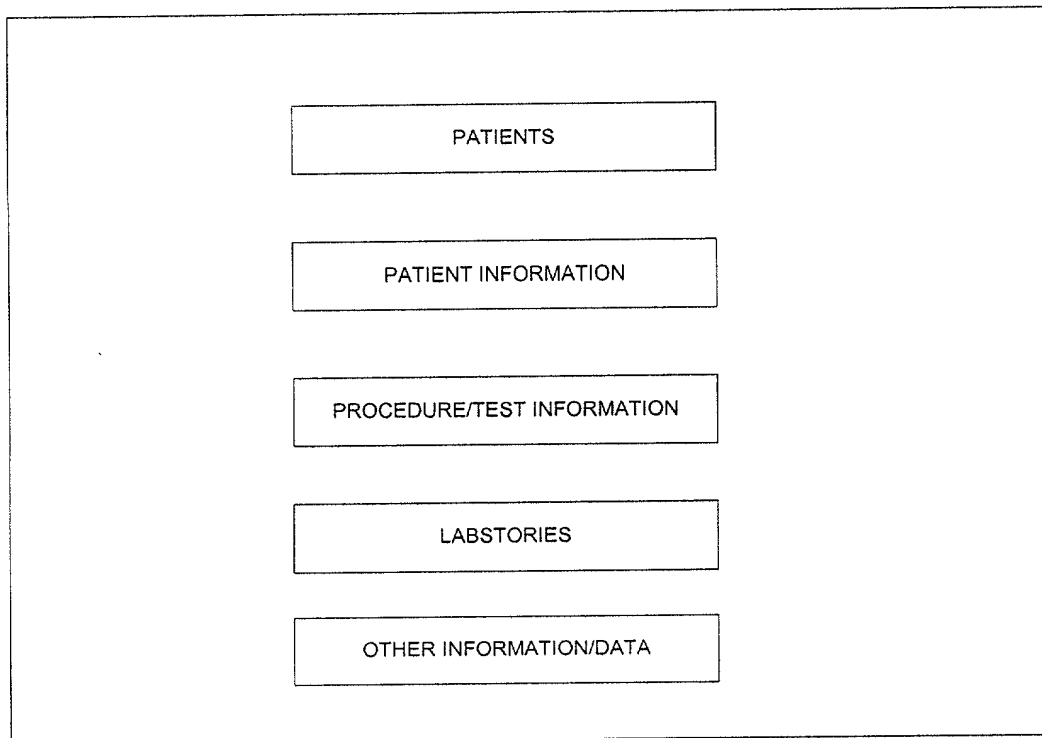 PATIENTS
PATIENT INFORMATION
PROCEDURE/TEST INFORMATION
LABSTORIES
OTHER INFORMATION/DATA